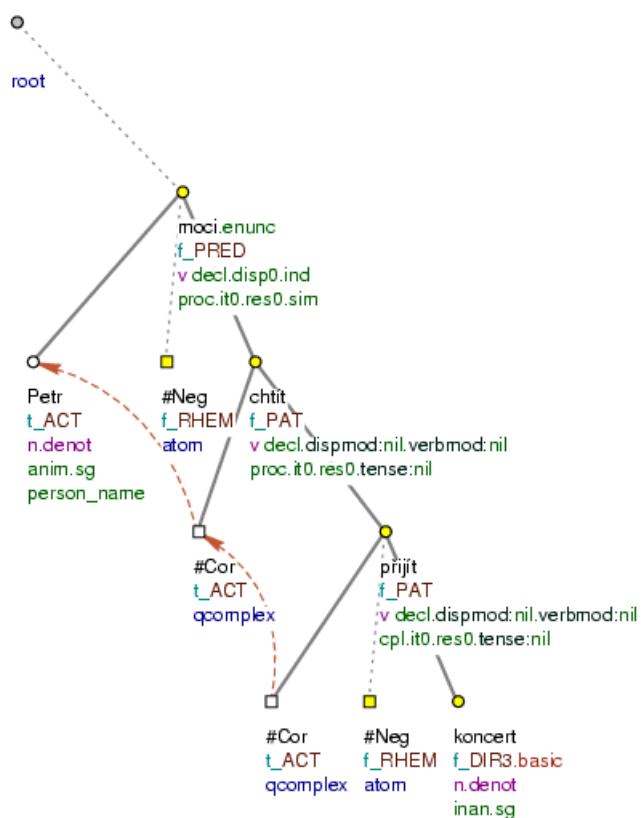 root
moci.enunc
f_PRED
v decl.disp0.ind
proc.it0.res0.sim
Petr
t_ACT
n.denot
anim.sg
person_name
#Neg
f_RHEM
atom
chtít
f_PAT
v decl.dispmod:nil.verbmod:nil
proc.it0.res0.tense:nil
#Cor
t_ACT
qcomplex
přijít
f_PAT
v decl.dispmod:nil.verbmod:nil
cpl.it0.res0.tense:nil
#Cor
t_ACT
qcomplex
#Neg
f_RHEM
atom
koncert
f_DIR3.basic
n.denot
inan.sg